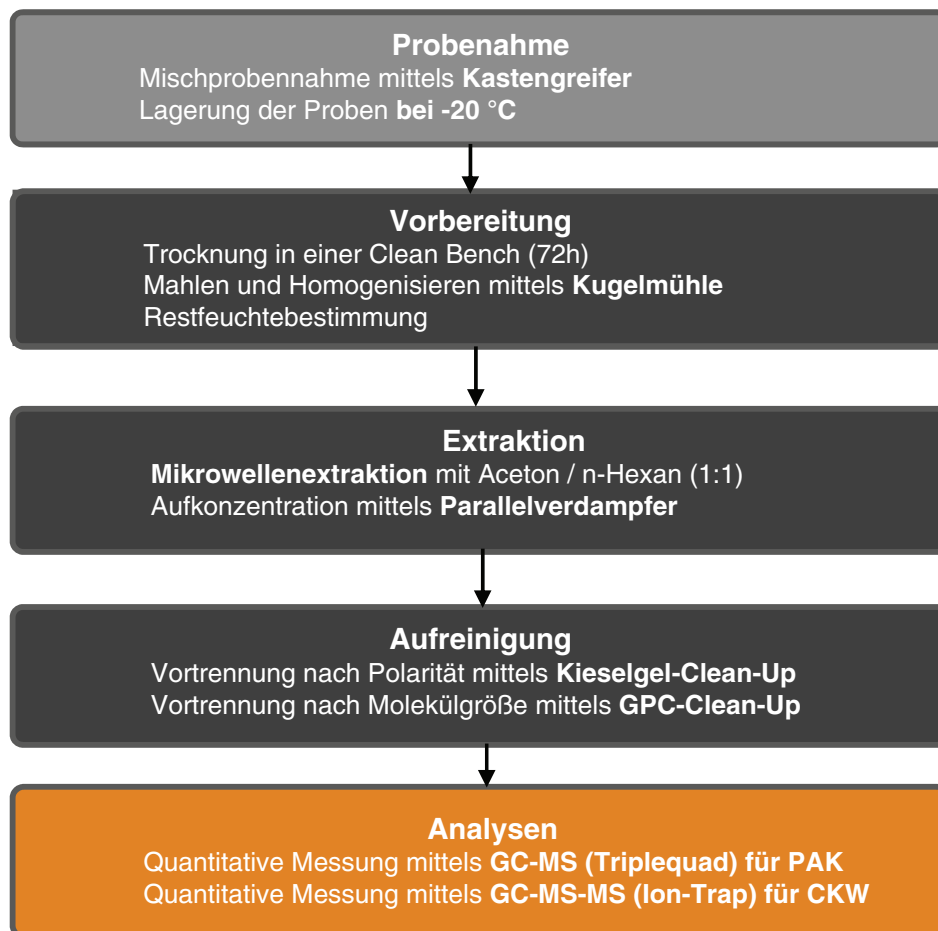 Probenahme
Mischprobennahme mittels Kastengreifer
Lagerung der Proben bei -20 °C
Vorbereitung
Trocknung in einer Clean Bench (72h)
Mahlen und Homogenisieren mittels Kugelmühle
Restfeuchtebestimmung
Extraktion
Mikrowellenextraktion mit Aceton / n-Hexan (1:1)
Aufkonzentration mittels Parallelverdampfer
Aufreinigung
Vortrennung nach Polarität mittels Kieselgel-Clean-Up
Vortrennung nach Molekülgröße mittels GPC-Clean-Up
Analysen
Quantitative Messung mittels GC-MS (Triplequad) für PAK
Quantitative Messung mittels GC-MS-MS (Ion-Trap) für CKW